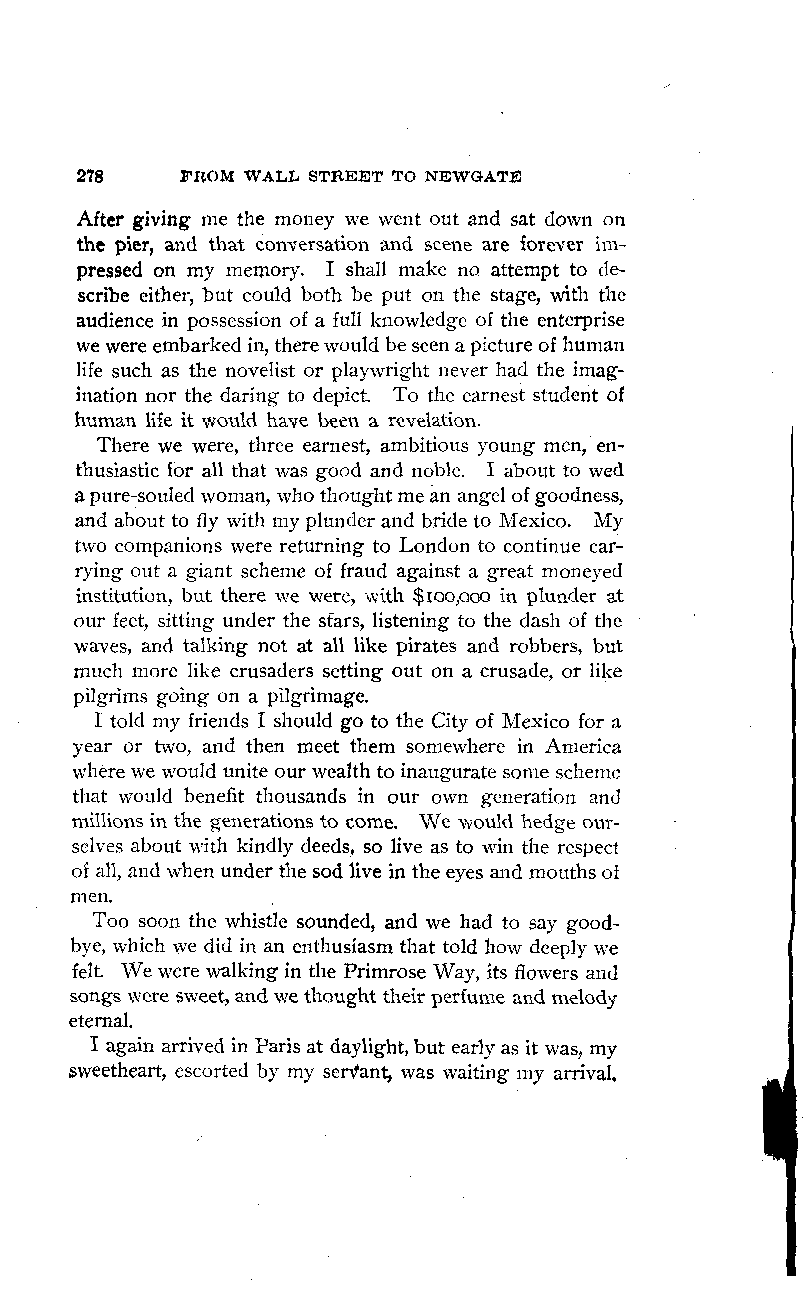 278 FROM WALL STREET TO NEWGATE
After giving me the money we went out and sat down on
the pier, and that conversation and scene are forever im-
pressed on my memory. I shall make no attempt to de-
scribe either, but could both be put on the stage, with the
audience in possession of a full knowledge of the enterprise
we were embarked in, there would be seen a picture of human
life such as the novelist or playwright never had the imag-
ination nor the daring to depict. To the earnest student of
human life it would have been a revelation.
There we were, three earnest, ambitious young men, en-
thusiastic for all that was good and noble. I about to wed
a pure-souled woman, who thought me an angel of goodness,
and about to fly with my plunder and bride to Mexico. My
two companions were returning to London to continue car-
rying out a giant scheme of fraud against a great moneyed
institution, but there we were, with $100,000 in plunder at
our feet, sitting under the stars, listening to the dash of the
waves, and talking not at all like pirates and robbers, but
much more like crusaders setting out on a crusade, or like
pilgrims going on a pilgrimage.
I told my friends I should go to the City of Mexico for a
year or two, and then meet them somewhere in America
where we would unite our wealth to inaugurate some scheme
that would benefit thousands in our own generation and
millions in the generations to come. We would hedge our-
selves about with kindly deeds, so live as to win the respect
of all, and when under the sod live in the eyes and mouths of
men.
Too soon the whistle sounded, and we had to say good-
bye, which we did in an enthusiasm that told how deeply we
felt. We were walking in the Primrose Way, its flowers and
songs were sweet, and we thought their perfume and melody
eternal.
I again arrived in Paris at daylight, but early as it was, my
sweetheart, escorted by my servant, was waiting my arrival.